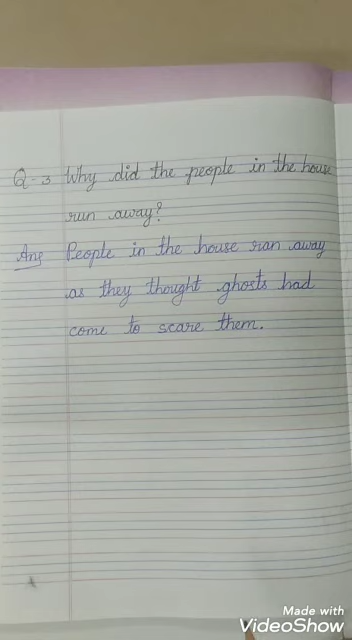 Q-3 Why did the people in the house
run away?
Ans People in the house ran away
as they thought ghosts had
come to scare them.
Made with
VideoShow